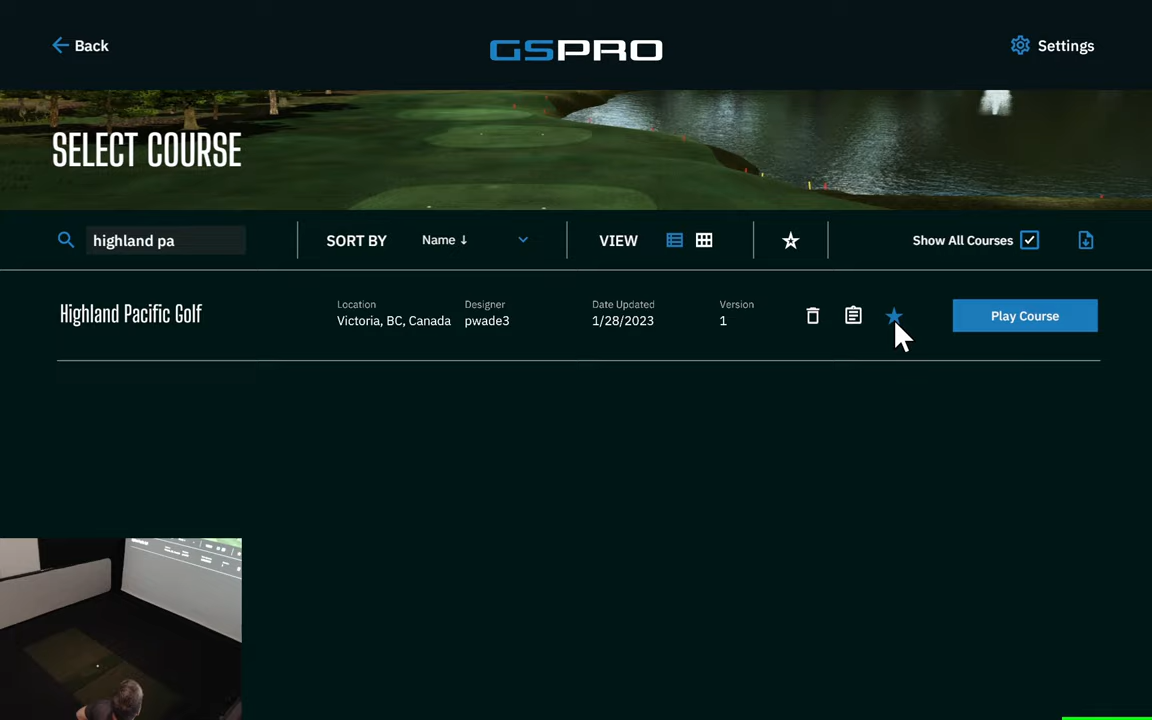 Back
GSPRO
Settings
SELECT COURSE
highland pa
SORT BY
Name ↓
VIEW
Show All Courses
Highland Pacific Golf
Location
Victoria, BC, Canada
Designer
pwade3
Date Updated
1/28/2023
Version
1
Play Course